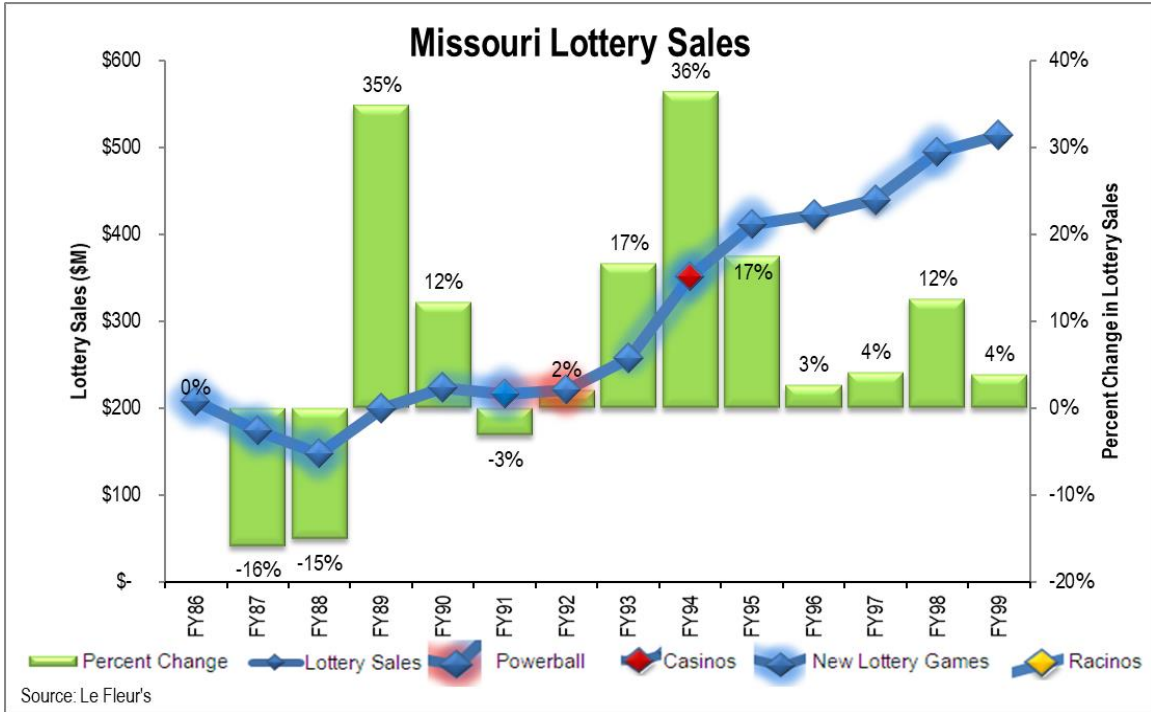 Missouri Lottery Sales
$600
$500
$400
$300
$200
$100
$-
Lottery Sales ($M)
40%
30%
20%
10%
0%
-10%
-20%
Percent Change in Lottery Sales
0%
-16%
-15%
35%
12%
-3%
2%
17%
36%
17%
3%
4%
12%
4%
FY86
FY87
FY88
FY89
FY90
FY91
FY92
FY93
FY94
FY95
FY96
FY97
FY98
FY99
Percent Change
Lottery Sales
Powerball
Casinos
New Lottery Games
Racinos
Source: Le Fleur's